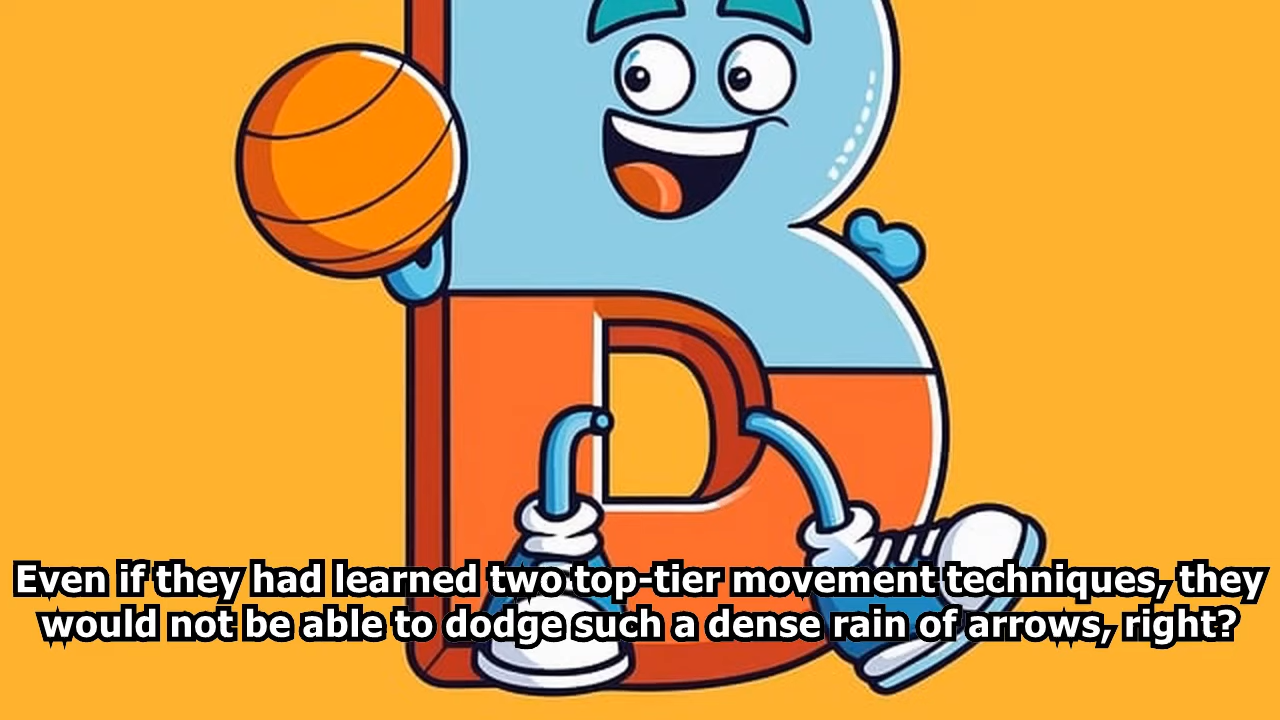 Even if they had learned two top-tier movement techniques, they
would not be able to dodge such a dense rain of arrows, right?